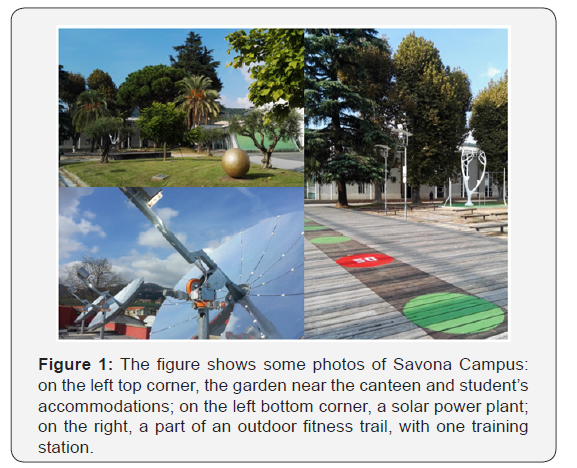 Figure 1: The figure shows some photos of Savona Campus:
on the left top corner, the garden near the canteen and student's
accommodations; on the left bottom corner, a solar power plant;
on the right, a part of an outdoor fitness trail, with one training
station.